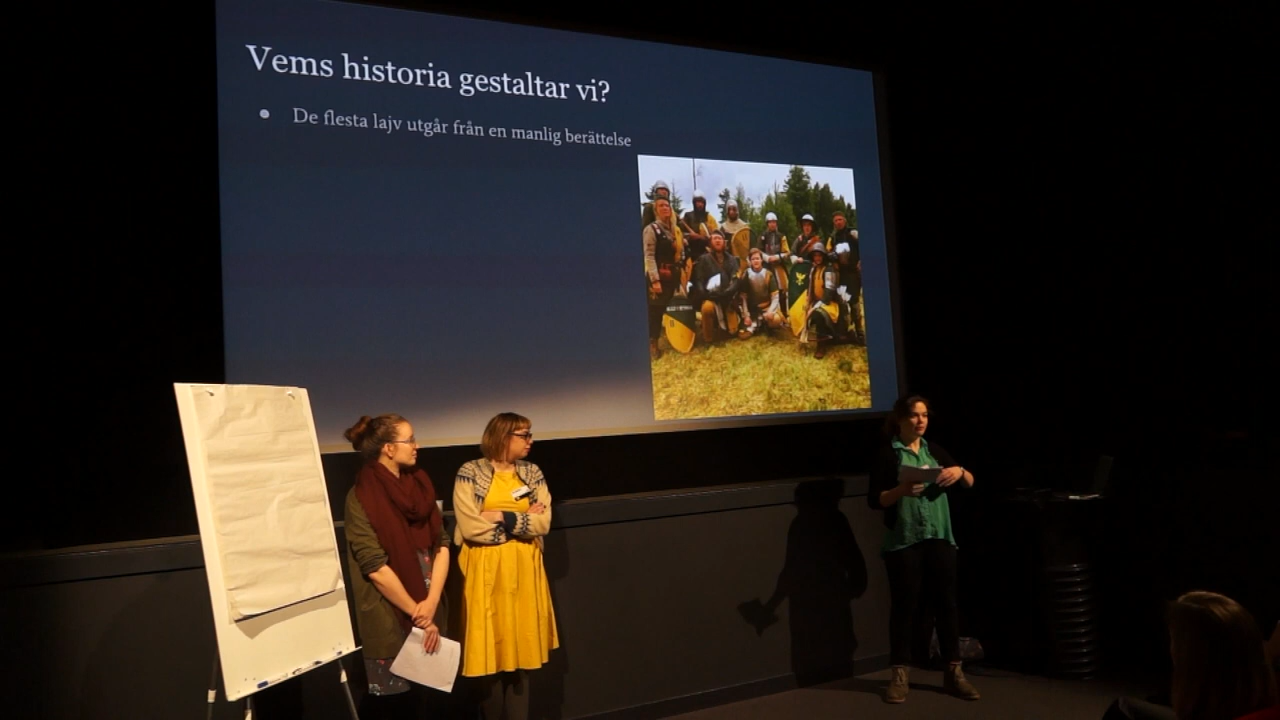 Vems historia gestaltar vi?
De flesta lajv utgår från en manlig berättelse